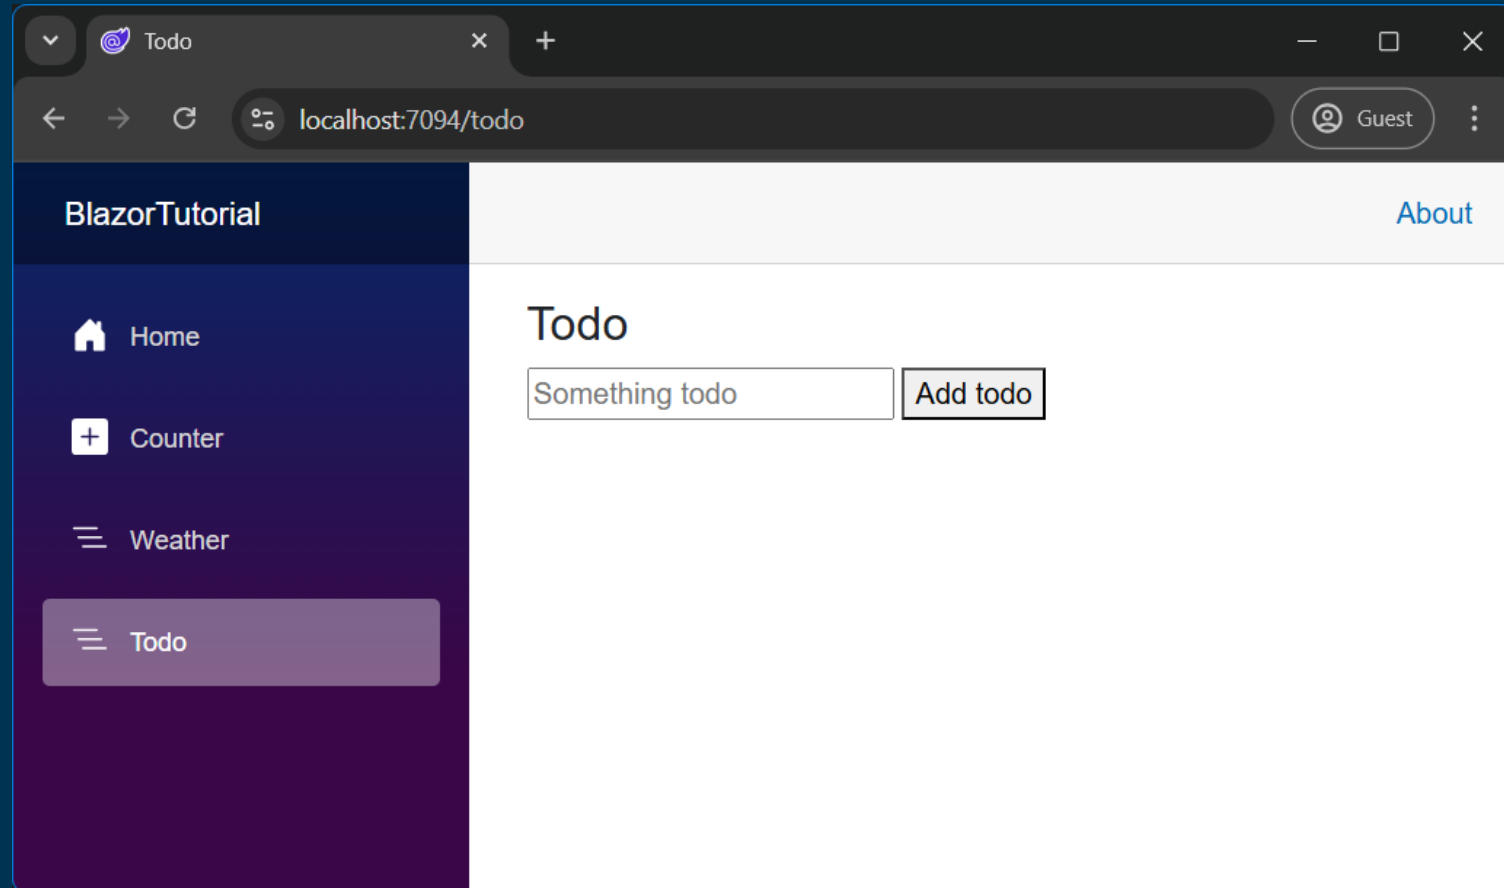 Todo
localhost:7094/todo
Guest
BlazorTutorial
About
Home
Counter
Weather
Todo
Todo
Something todo
Add todo